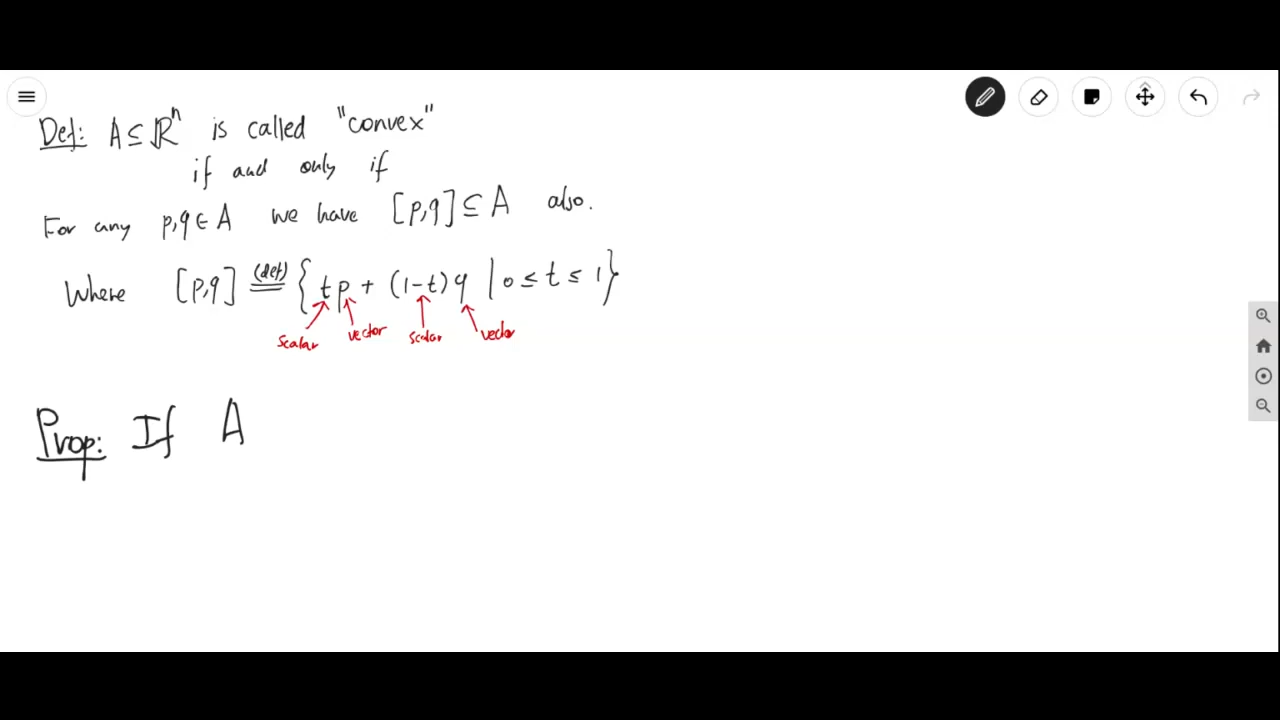 Def: A ⊆ ℝⁿ is called "convex"
if and only if
For any p,q ∈ A we have [p,q] ⊆ A also.
Where [p,q] (def) = { t p + (1-t) q | 0 ≤ t ≤ 1 }
scalar vector scalar vector
Prop: If A